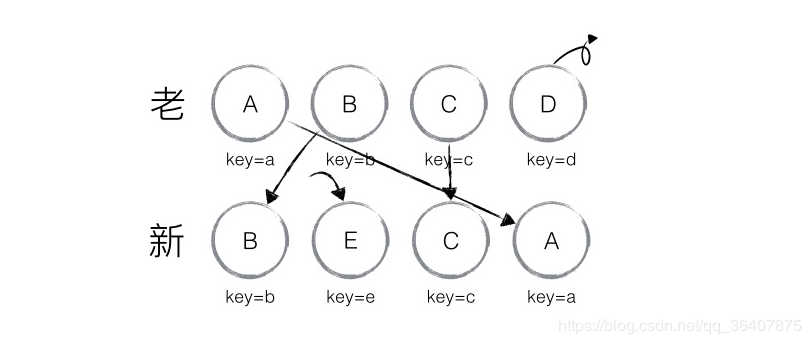 老 A B C D
key=a key=b key=c key=d
新 B E C A
key=b key=e key=c key=a
https://blog.csdn.net/qq_36407875